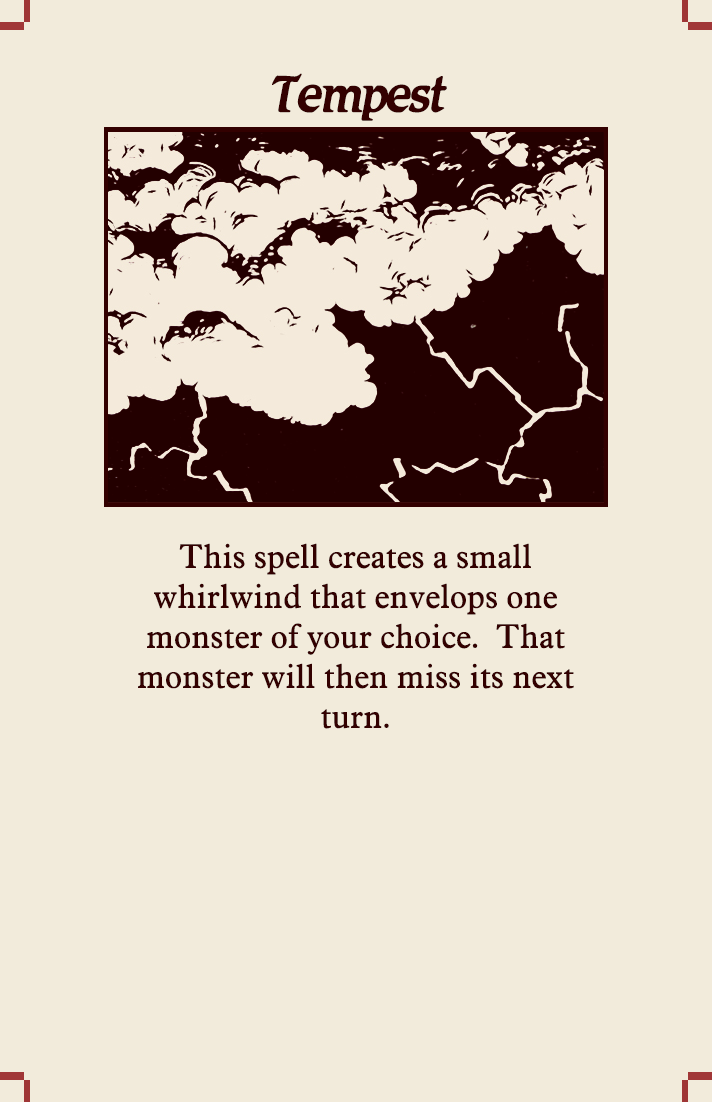 Tempest
This spell creates a small
whirlwind that envelops one
monster of your choice.  That
monster will then miss its next
turn.